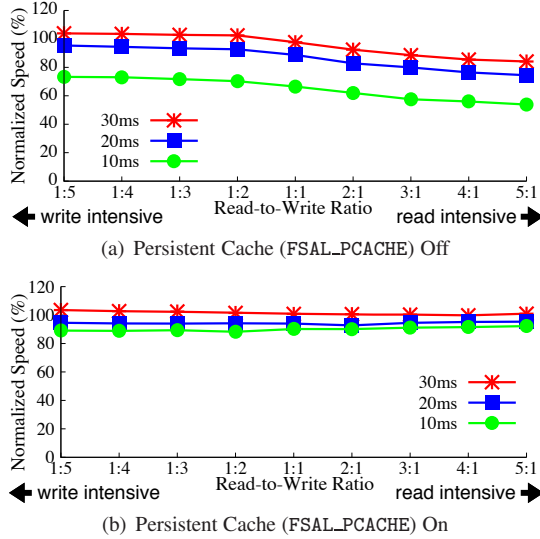 120
100
80
60
40
20
0
Normalized Speed (%)
30ms
20ms
10ms
1:5 1:4 1:3 1:2 1:1 2:1 3:1 4:1 5:1
Read-to-Write Ratio
write intensive
read intensive
(a) Persistent Cache (FSAL_PCACHE) Off
120
100
80
60
40
20
0
Normalized Speed (%)
30ms
20ms
10ms
1:5 1:4 1:3 1:2 1:1 2:1 3:1 4:1 5:1
Read-to-Write Ratio
write intensive
read intensive
(b) Persistent Cache (FSAL_PCACHE) On